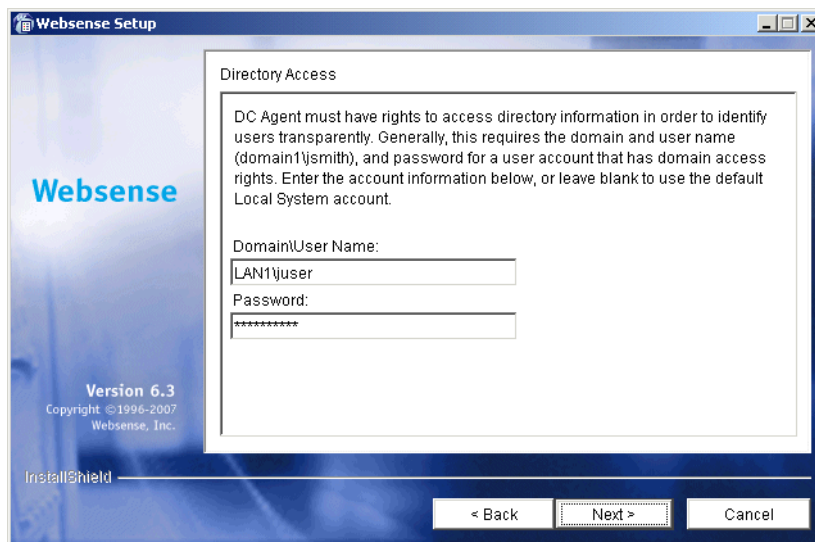 Websense Setup
Directory Access
DC Agent must have rights to access directory information in order to identify
users transparently. Generally, this requires the domain and user name
(domain1\jsmith), and password for a user account that has domain access
rights. Enter the account information below, or leave blank to use the default
Local System account.
Websense
Domain\User Name:
LAN1\juser
Password:
**********
Version 6.3
Copyright ©1996-2007
Websense, Inc.
InstallShield
< Back
Next >
Cancel